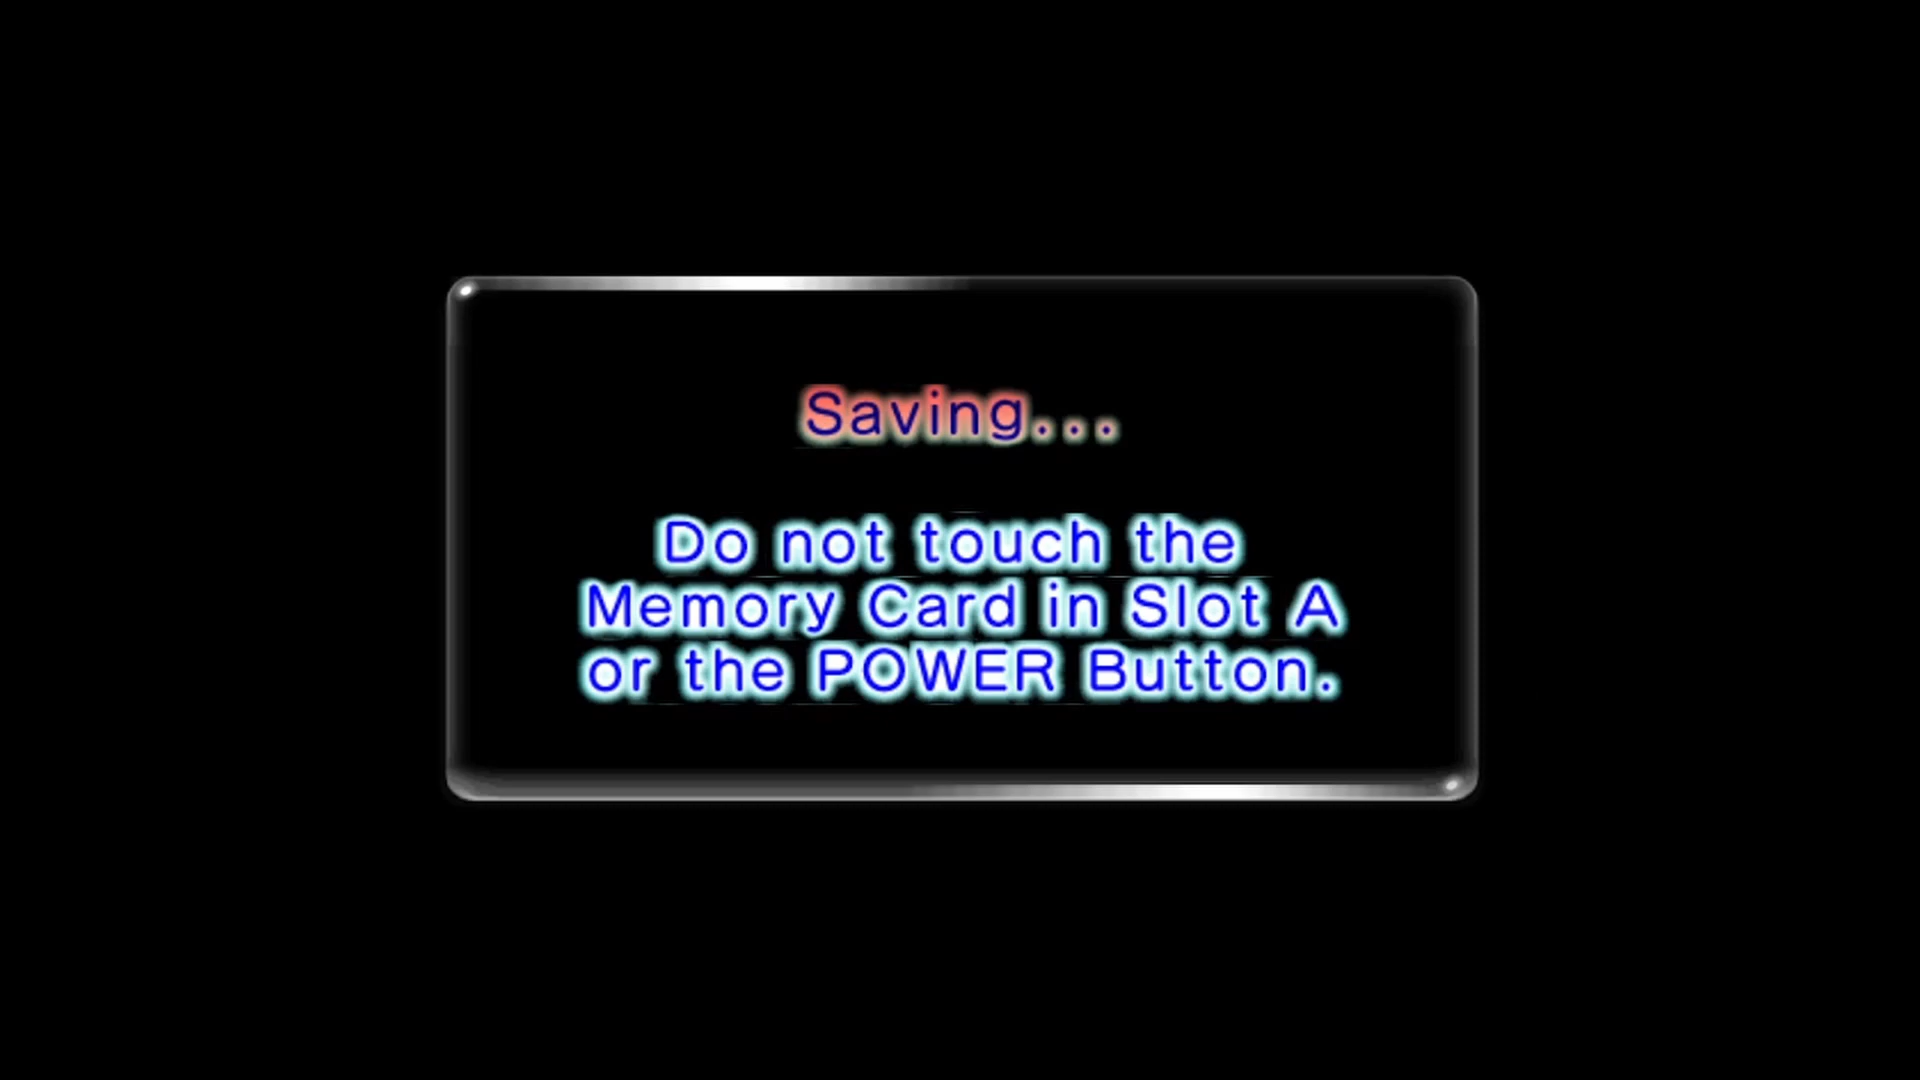 Saving...
Do not touch the
Memory Card in Slot A
or the POWER Button.